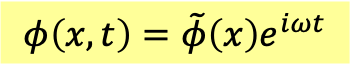 ϕ(x, t) = ϕ̃(x)e^{iωt}